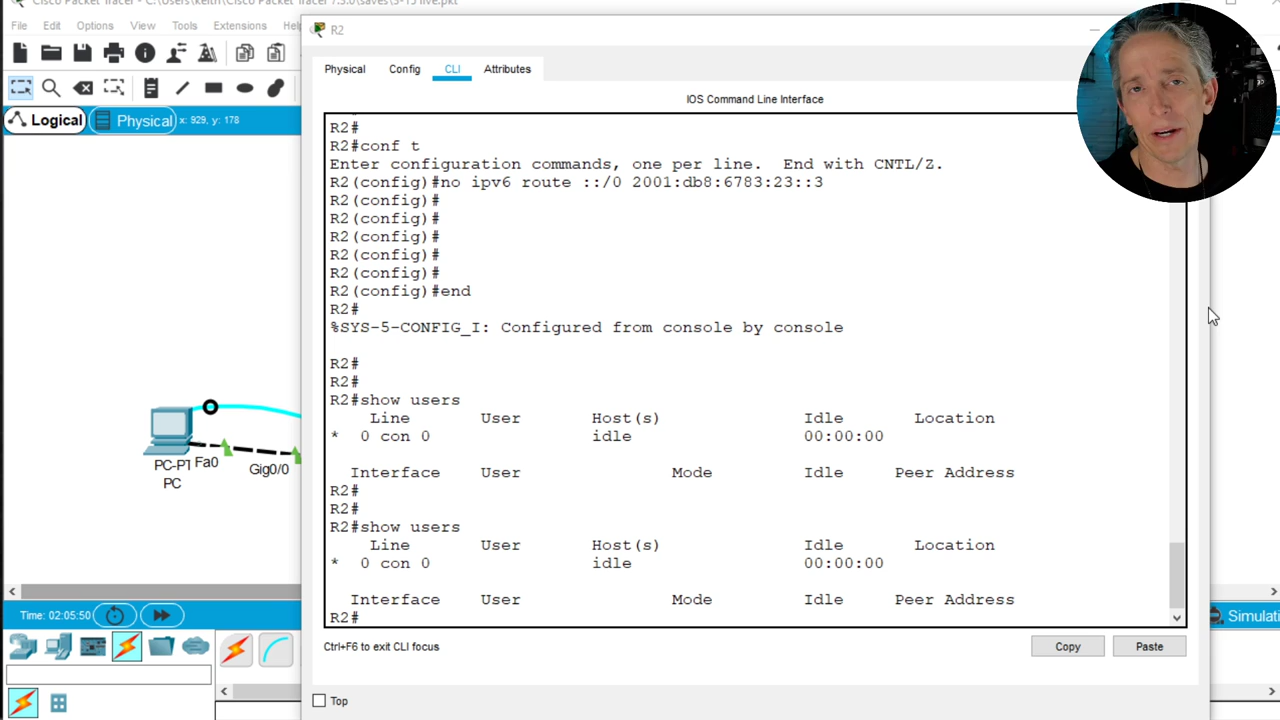 Cisco Packet Tracer - C:\Users\keith\Cisco Packet Tracer 7.3.0\saves\3-15 live.pkt
File Edit Options View Tools Extensions Help
Logical Physical x: 929, y: 178
PC-PT Fa0
PC
Gig0/0
Time: 02:05:50
R2
Physical Config CLI Attributes
IOS Command Line Interface
R2#
R2#conf t
Enter configuration commands, one per line. End with CNTL/Z.
R2(config)#no ipv6 route ::/0 2001:db8:6783:23::3
R2(config)#
R2(config)#
R2(config)#
R2(config)#
R2(config)#
R2(config)#end
R2#
%SYS-5-CONFIG_I: Configured from console by console
R2#
R2#
R2#show users
Line User Host(s) Idle Location
* 0 con 0 idle 00:00:00
Interface User Mode Idle Peer Address
R2#
R2#
R2#show users
Line User Host(s) Idle Location
* 0 con 0 idle 00:00:00
Interface User Mode Idle Peer Address
R2#
Ctrl+F6 to exit CLI focus
Copy Paste
Top